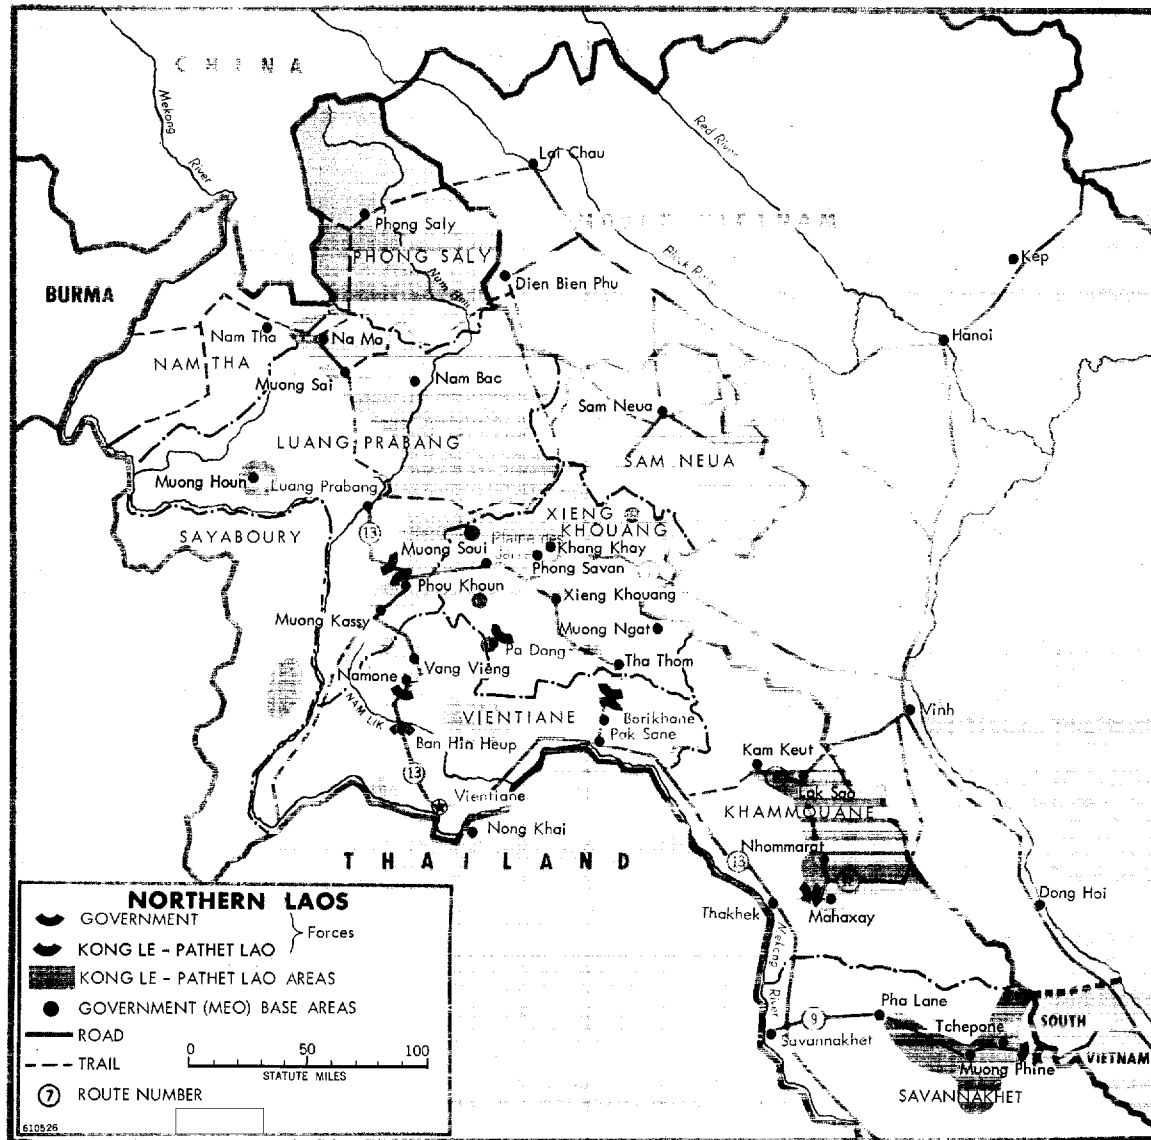 CHINA
Mekong
River
Red River
Lai Chau
NORTH VIETNAM
Phong Saly
PHONG SALY
Black River
Kep
Nam Hou
BURMA
Dien Bien Phu
Nam Tha
Na Mo
Hanoi
NAM THA
Muong Sai
Nam Bac
Sam Neua
LUANG PRABANG
SAM NEUA
Muong Houn
Luang Prabang
XIENG
KHOUANG
SAYABOURY
13
Plaine des
Jarres
Muong Soui
Khang Khay
Phong Savan
Phou Khoun
Xieng Khouang
Muong Kassy
Muong Ngat
Pa Dong
Tha Thom
Vang Vieng
Namone
NAM LIK
VIENTIANE
Borikhane
Vinh
Pak Sane
Ban Hin Heup
Kam Keut
13
Lak Sao
Vientiane
KHAMMOUANE
Nong Khai
Nhommarat
THAILAND
13
Dong Hoi
Thakhek
Mahaxay
Mekong
River
Pha Lane
9
Tchepone
SOUTH
VIETNAM
Savannakhet
Muong Phine
SAVANNAKHET
NORTHERN LAOS
GOVERNMENT
Forces
KONG LE - PATHET LAO
KONG LE - PATHET LAO AREAS
GOVERNMENT (MEO) BASE AREAS
ROAD
TRAIL
0 50 100
STATUTE MILES
7 ROUTE NUMBER
610526